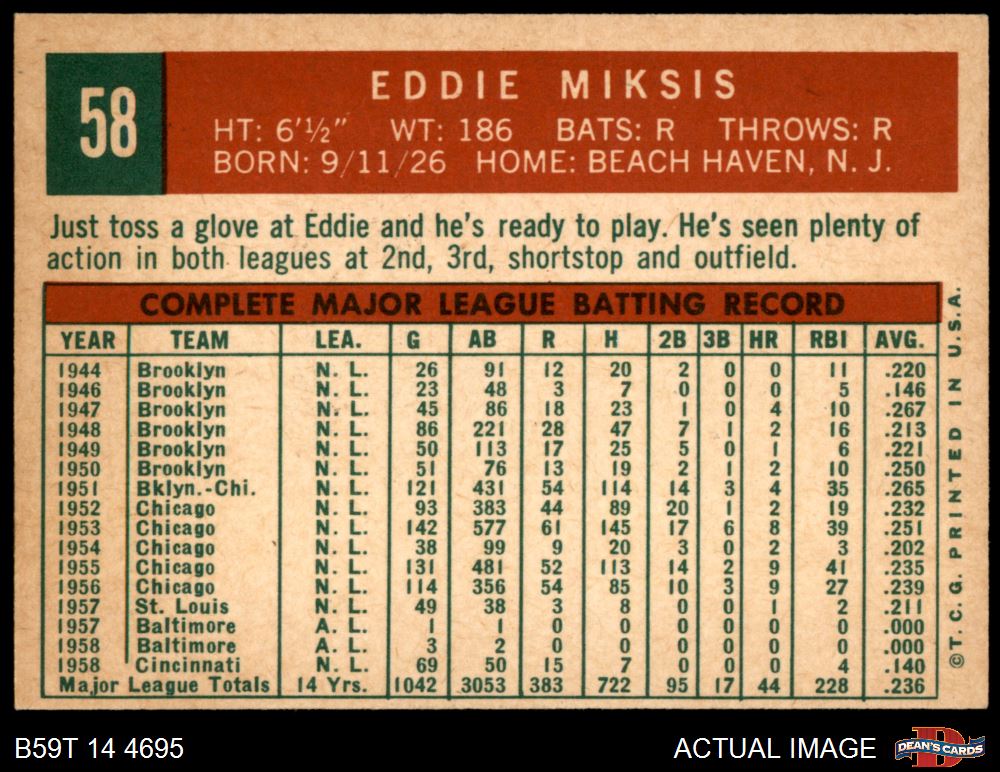 58
EDDIE MIKSIS
HT: 6'½" WT: 186 BATS: R THROWS: R
BORN: 9/11/26 HOME: BEACH HAVEN, N. J.
Just toss a glove at Eddie and he's ready to play. He's seen plenty of
action in both leagues at 2nd, 3rd, shortstop and outfield.
COMPLETE MAJOR LEAGUE BATTING RECORD
YEAR TEAM LEA. G AB R H 2B 3B HR RBI AVG.
1944 Brooklyn N. L. 26 91 12 20 2 0 0 11 .220
1946 Brooklyn N. L. 23 48 3 7 0 0 0 5 .146
1947 Brooklyn N. L. 45 86 18 23 1 0 4 10 .267
1948 Brooklyn N. L. 86 221 28 47 7 1 2 16 .213
1949 Brooklyn N. L. 50 113 17 25 5 0 1 6 .221
1950 Brooklyn N. L. 51 76 13 19 2 1 2 10 .250
1951 Bklyn.-Chi. N. L. 121 431 54 114 14 3 4 35 .265
1952 Chicago N. L. 93 383 44 89 20 1 2 19 .232
1953 Chicago N. L. 142 577 61 145 17 6 8 39 .251
1954 Chicago N. L. 38 99 9 20 3 0 2 3 .202
1955 Chicago N. L. 131 481 52 113 14 2 9 41 .235
1956 Chicago N. L. 114 356 54 85 10 3 9 27 .239
1957 St. Louis N. L. 49 38 3 8 0 0 1 2 .211
1957 Baltimore A. L. 1 1 0 0 0 0 0 0 .000
1958 Baltimore A. L. 3 2 0 0 0 0 0 0 .000
1958 Cincinnati N. L. 69 50 15 7 0 0 0 4 .140
Major League Totals 14 Yrs. 1042 3053 383 722 95 17 44 228 .236
© T. C. G. PRINTED IN U.S.A.
B59T 14 4695
ACTUAL IMAGE
D
DEAN'S CARDS